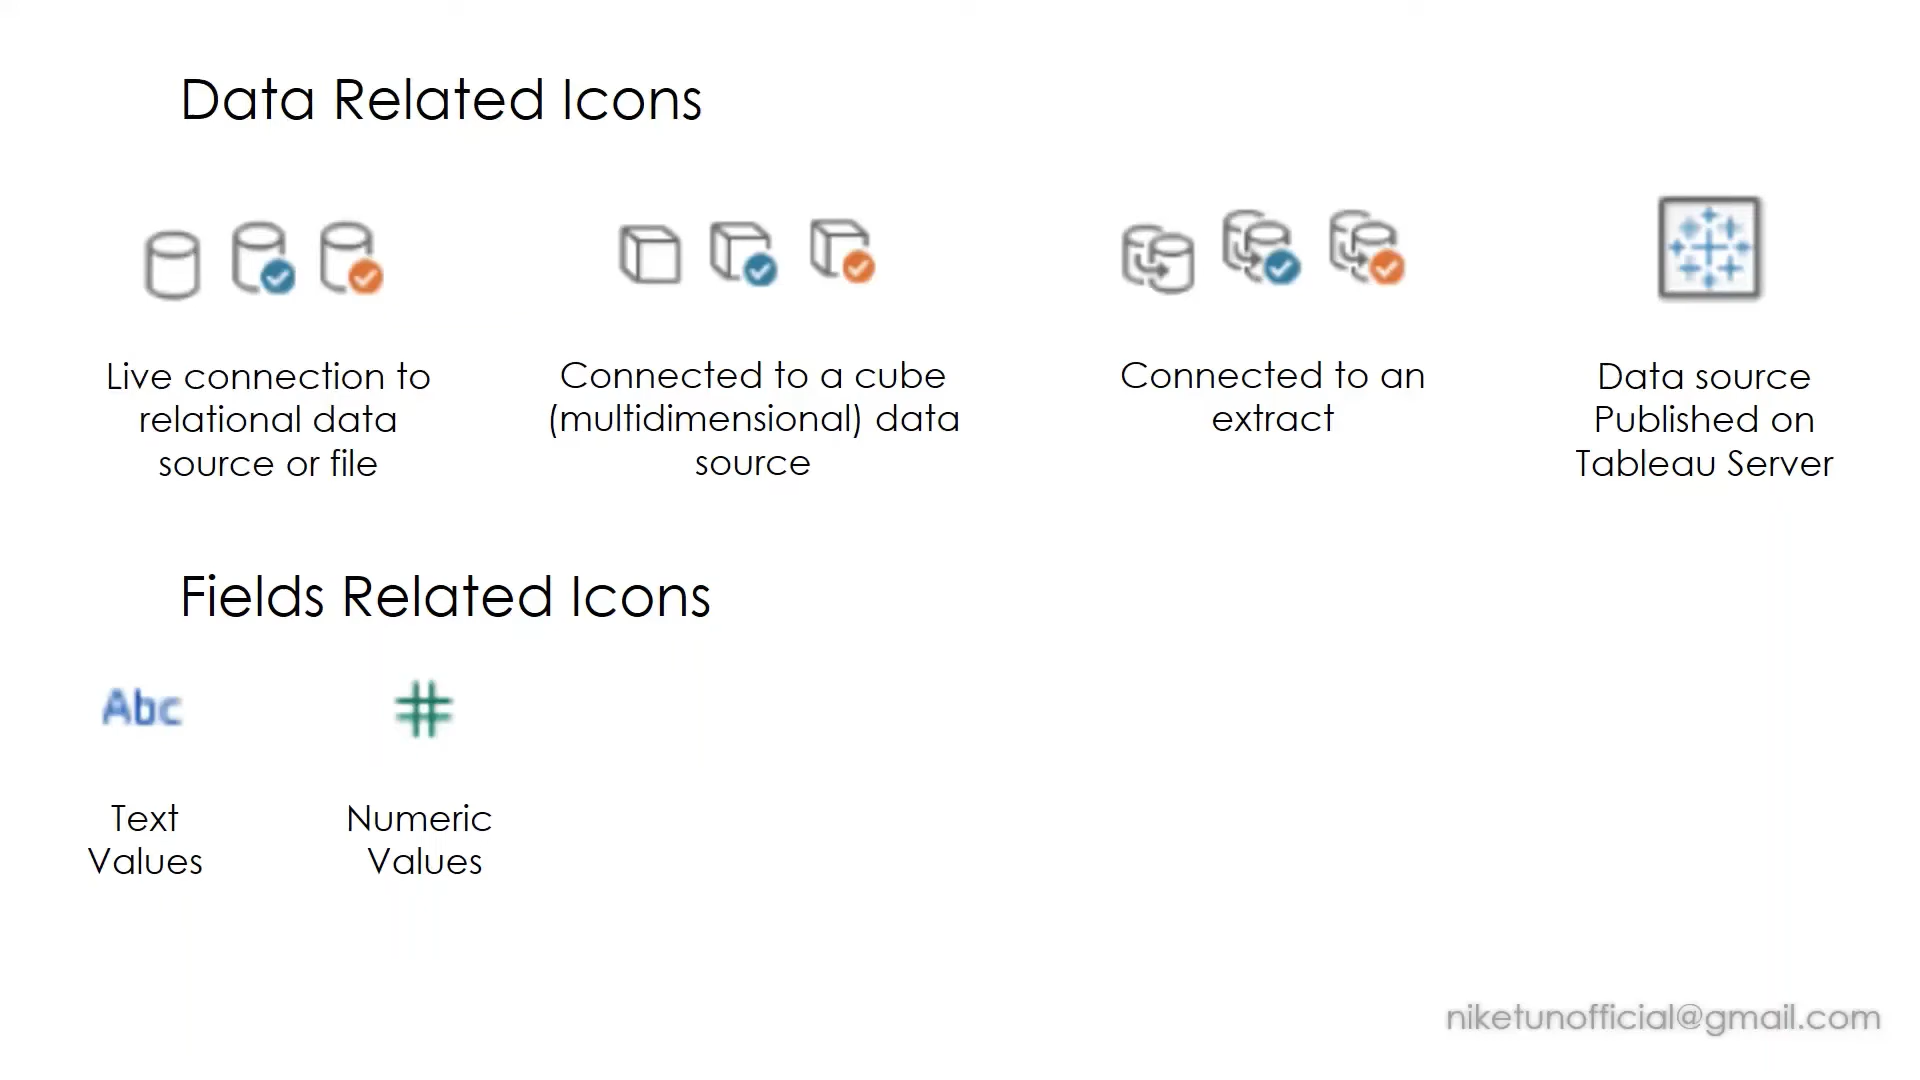 Data Related Icons
Live connection to
relational data
source or file
Connected to a cube
(multidimensional) data
source
Connected to an
extract
Data source
Published on
Tableau Server
Fields Related Icons
Abc
#
Text
Values
Numeric
Values
niketunofficial@gmail.com